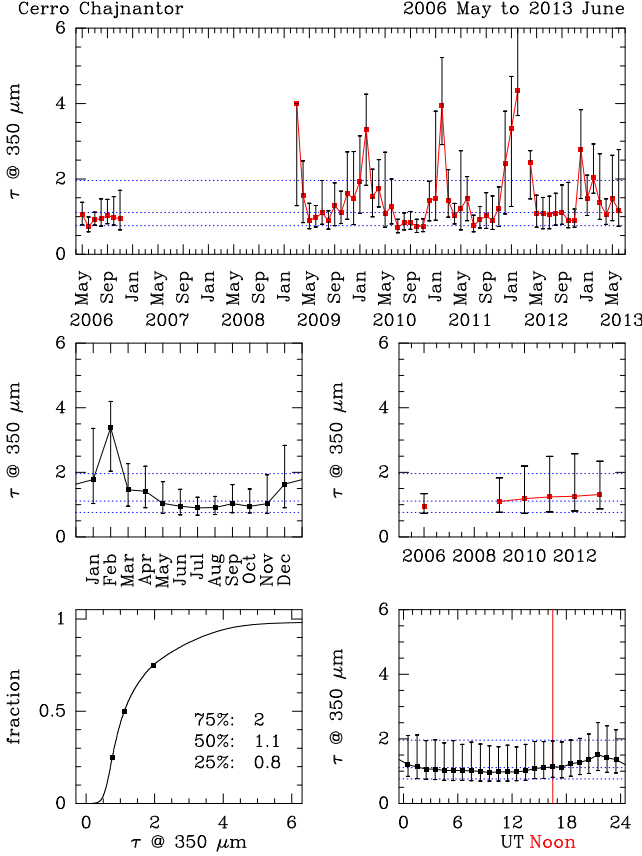 Cerro Chajnantor 2006 May to 2013 June
6
4
2
0
τ @ 350 µm
May Sep Jan May Sep Jan May Sep Jan May Sep Jan May Sep Jan May Sep Jan May Sep Jan May
2006 2007 2008 2009 2010 2011 2012 2013
6
4
2
0
τ @ 350 µm
Jan Feb Mar Apr May Jun Jul Aug Sep Oct Nov Dec
6
4
2
0
τ @ 350 µm
2006 2008 2010 2012
1
0.5
0
fraction
75%: 2
50%: 1.1
25%: 0.8
0 2 4 6
τ @ 350 µm
6
4
2
0
τ @ 350 µm
0 6 12 18 24
UT Noon